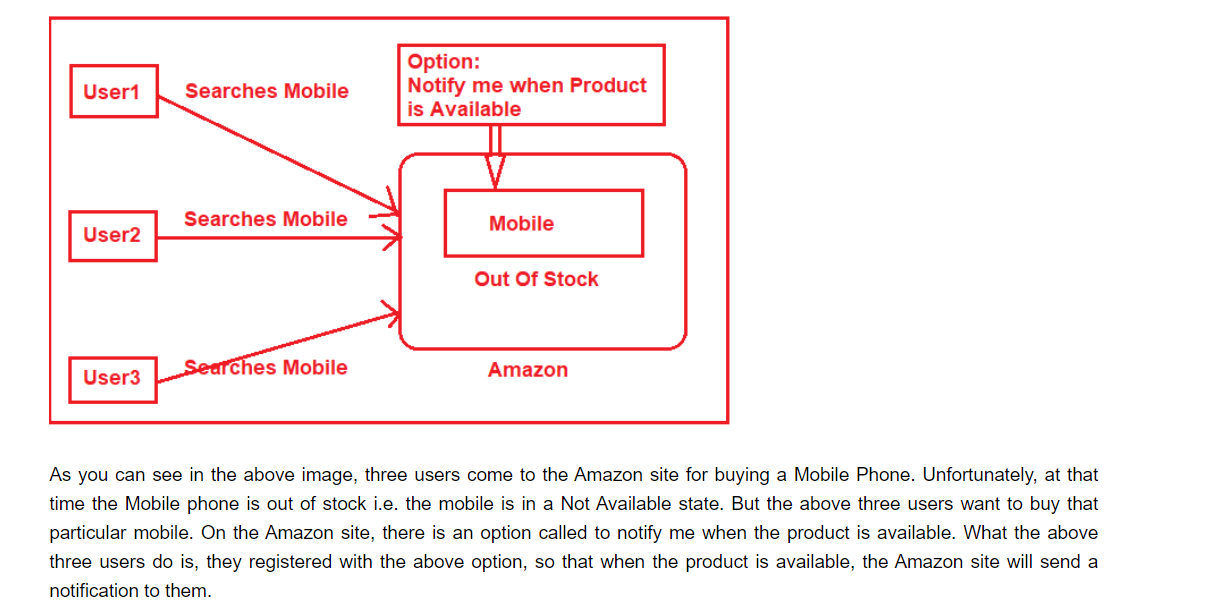 Option:
Notify me when Product
is Available
User1
Searches Mobile
User2
Searches Mobile
Mobile
Out Of Stock
User3
Searches Mobile
Amazon
As you can see in the above image, three users come to the Amazon site for buying a Mobile Phone. Unfortunately, at that
time the Mobile phone is out of stock i.e. the mobile is in a Not Available state. But the above three users want to buy that
particular mobile. On the Amazon site, there is an option called to notify me when the product is available. What the above
three users do is, they registered with the above option, so that when the product is available, the Amazon site will send a
notification to them.